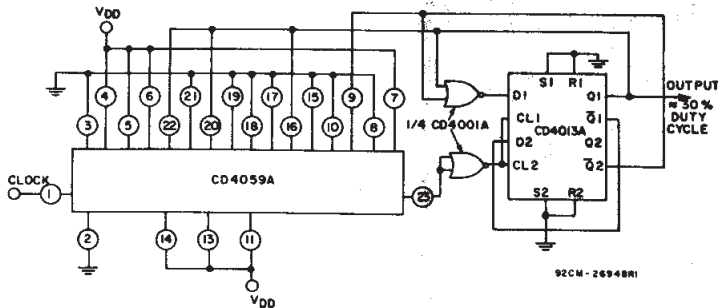 VDD
4 5 6 22 21 20 19 18 17 16 15 10 9 8 7
3
CLOCK 1
CD4059A
23
2
14 13 11
VDD
1/4 CD4001A
S1 R1
D1 Q1
CL1 Q̅1
CD4013A
D2 Q2
CL2 Q̅2
S2 R2
OUTPUT
≈ 50 %
DUTY
CYCLE
92CM-26948R1